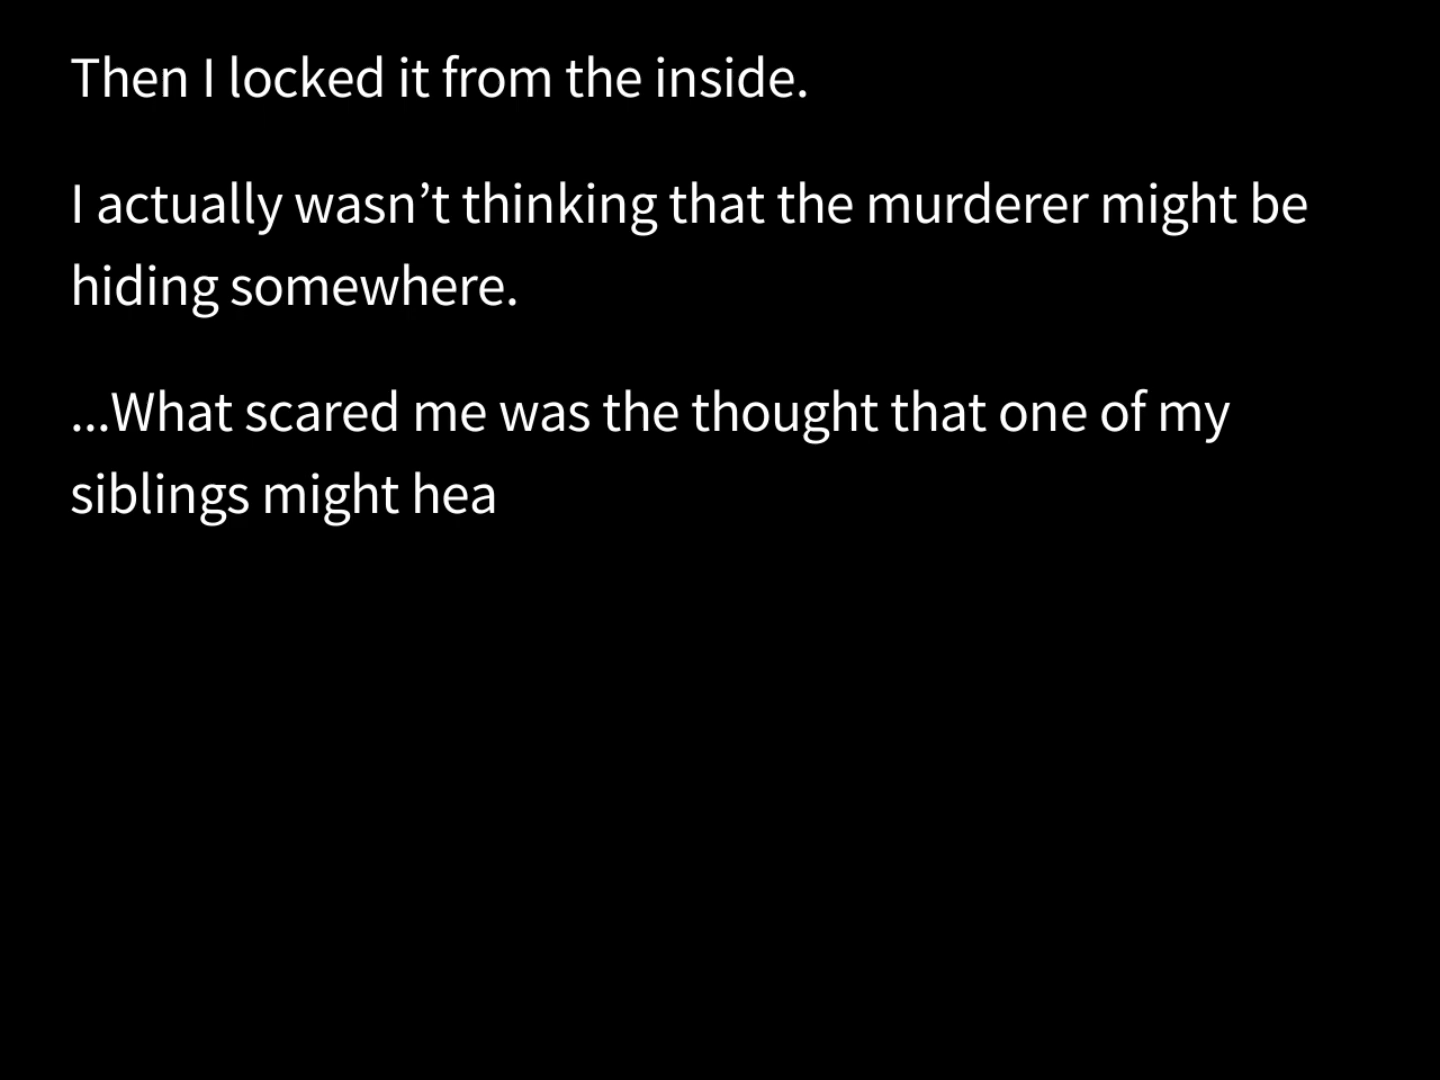 Then I locked it from the inside.
I actually wasn’t thinking that the murderer might be
hiding somewhere.
...What scared me was the thought that one of my
siblings might hea